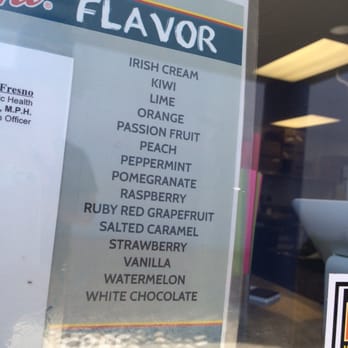 FLAVOR
IRISH CREAM
KIWI
LIME
ORANGE
PASSION FRUIT
PEACH
PEPPERMINT
POMEGRANATE
RASPBERRY
RUBY RED GRAPEFRUIT
SALTED CARAMEL
STRAWBERRY
VANILLA
WATERMELON
WHITE CHOCOLATE
Fresno
Health
M.P.H.
Officer